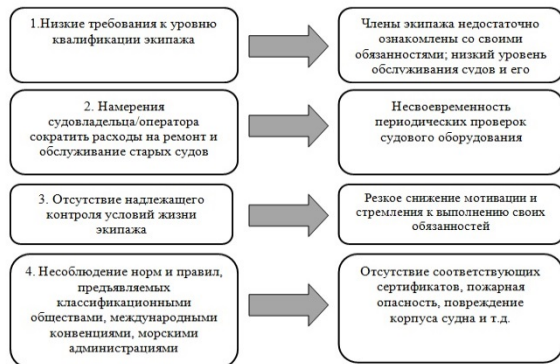 1.Низкие требования к уровню
квалификации экипажа
Члены экипажа недостаточно
ознакомлены со своими
обязанностями; низкий уровень
обслуживания судов и его
2. Намерения
судовладельца/оператора
сократить расходы на ремонт и
обслуживание старых судов
Несвоевременность
периодических проверок
судового оборудования
3. Отсутствие надлежащего
контроля условий жизни
экипажа
Резкое снижение мотивации и
стремления к выполнению своих
обязанностей
4. Несоблюдение норм и правил,
предъявляемых
классификационными
обществами, международными
конвенциями, морскими
администрациями
Отсутствие соответствующих
сертификатов, пожарная
опасность, повреждение
корпуса судна и т.д.